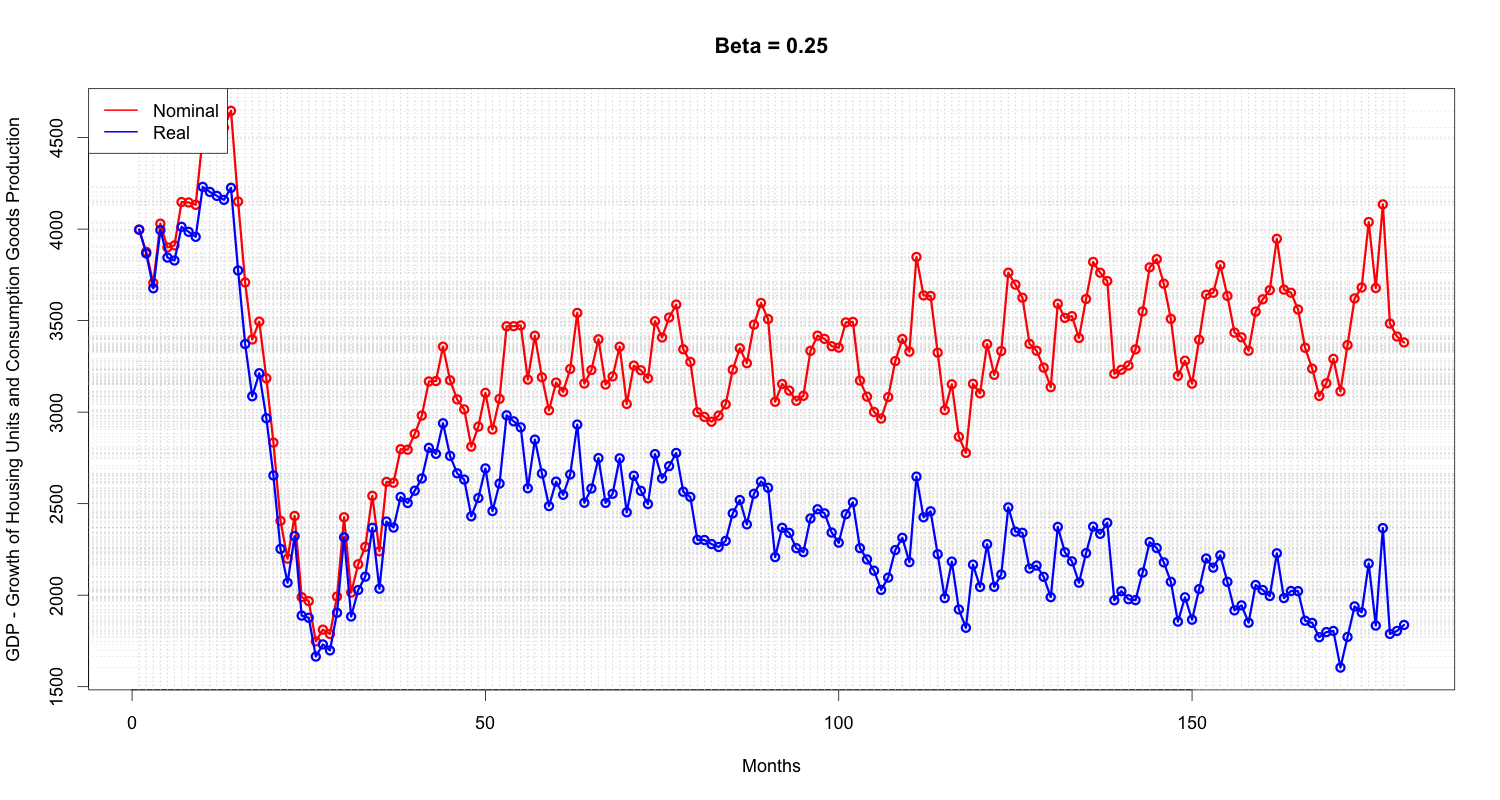 Beta = 0.25
Nominal
Real
GDP - Growth of Housing Units and Consumption Goods Production
4500
4000
3500
3000
2500
2000
1500
0 50 100 150
Months